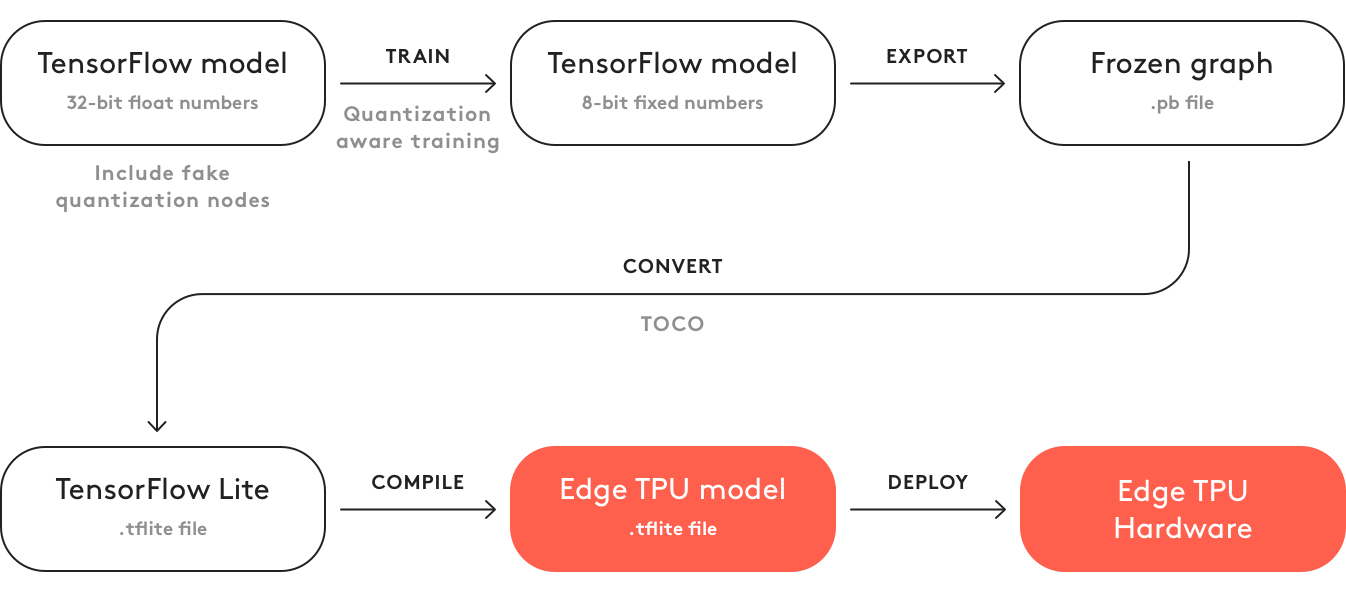 TensorFlow model
32-bit float numbers
Include fake
quantization nodes
TRAIN
Quantization
aware training
TensorFlow model
8-bit fixed numbers
EXPORT
Frozen graph
.pb file
CONVERT
TOCO
TensorFlow Lite
.tflite file
COMPILE
Edge TPU model
.tflite file
DEPLOY
Edge TPU
Hardware